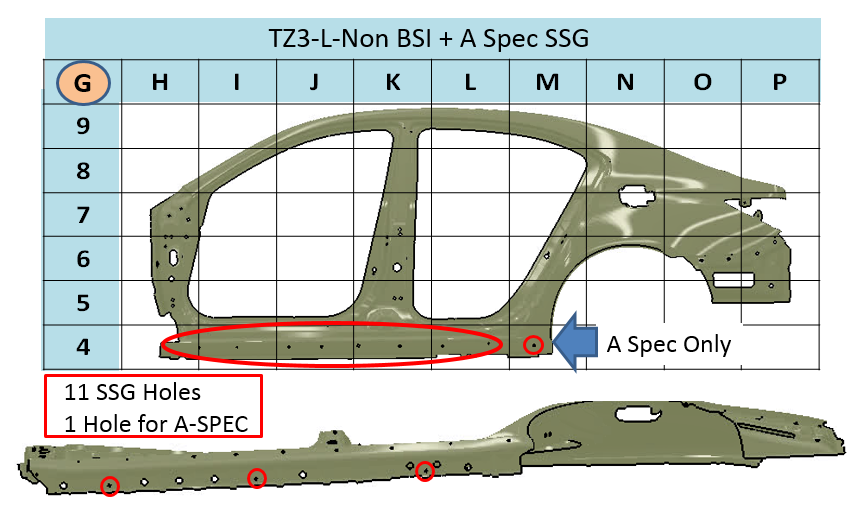 TZ3-L-Non BSI + A Spec SSG
G H I J K L M N O P
9
8
7
6
5
4
A Spec Only
11 SSG Holes
1 Hole for A-SPEC